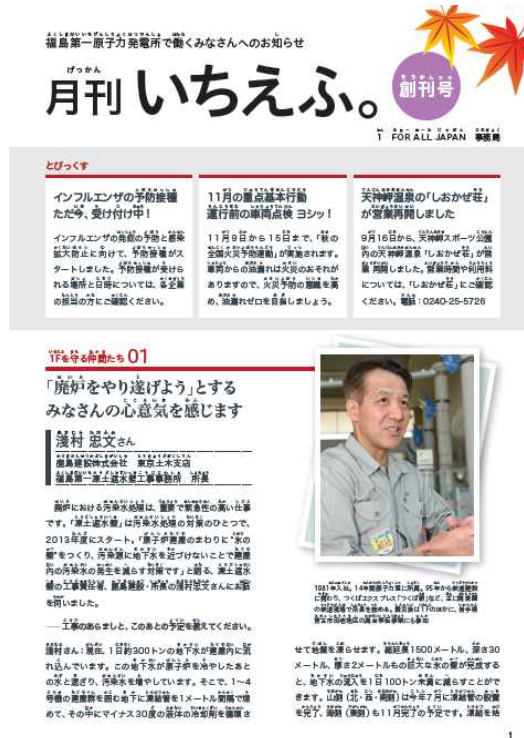 福島第一原子力発電所で働くみなさんへのお知らせ
月刊 いちえふ。
創刊号
1 FOR ALL JAPAN 事務局
とぴっくす
インフルエンザの予防接種
ただ今、受け付け中！
インフルエンザの発症の予防と感染
拡大防止に向けて、予防接種がス
タートしました。予防接種が受けら
れる場所と日時については、各企業
の担当の方にご確認ください。
11月の重点基本行動
運行前の車両点検 ヨシッ！
11月9日から15日まで、「秋の
全国火災予防運動」が実施されます。
車両からの油漏れは火災のおそれが
ありますので、火災予防の意識を高
め、油漏れゼロを目指しましょう。
天神岬温泉の「しおかぜ荘」
が営業再開しました
9月16日から、天神岬スポーツ公園
内の天神岬温泉「しおかぜ荘」が営
業再開しました。営業時間や利用料
については、「しおかぜ荘」にご確認
ください。電話：0240-25-5726
1Fを守る仲間たち 01
「廃炉をやり遂げよう」とする
みなさんの心意気を感じます
淺村 忠文さん
鹿島建設株式会社 東京土木支店
福島第一凍土遮水壁工事事務所 所長
廃炉における汚染水処理は、重要で緊急性の高い仕事
です。「凍土遮水壁」は汚染水処理の対策のひとつで、
2013年度にスタート。「原子炉建屋のまわりに“氷の
壁”をつくり、汚染源に地下水を近づけないことで建屋
内の汚染水の発生を減らす対策です」と語る、凍土遮水
壁の工事責任者、鹿島建設・所長の淺村忠文さんにお話
を伺いました。
――工事のあらましと、このあとの予定を教えてください。
淺村さん：現在、1日約300トンの地下水が建屋内に流
れ込んでいます。この地下水が原子炉を冷やしたあと
の水と混ざり、汚染水を増やしています。そこで、1〜4
号機の建屋群を囲む地下に凍結管を1メートル間隔で埋
めて、その中にマイナス30度の液体の冷却剤を循環さ
せて地盤を凍らせます。総延長1500メートル、深さ30
メートル、厚さ2メートルもの巨大な氷の壁が完成する
と、地下水の流入を1日100トン未満に減らすことがで
きます。山側（北・西・南側）は今年7月に凍結管の設置
を完了、海側（東側）も11月完了の予定です。凍結を始
1